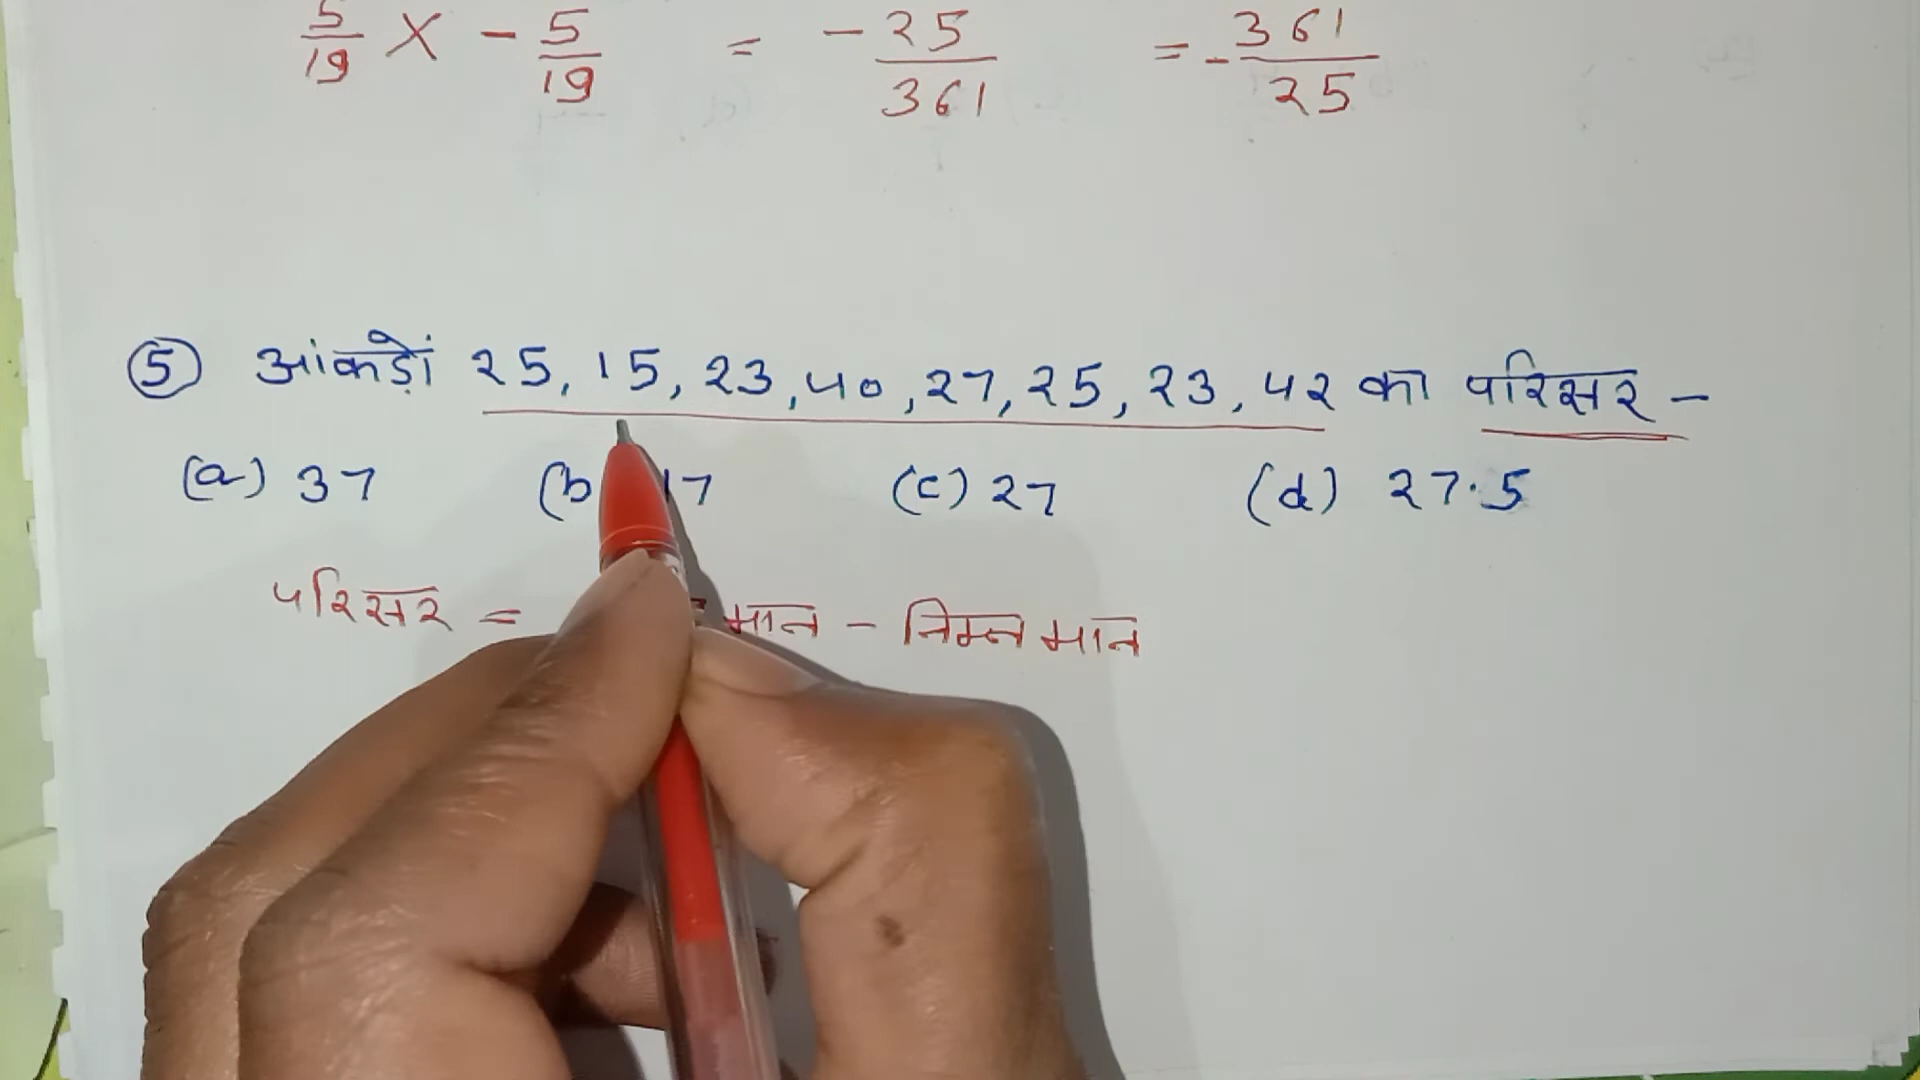 5/19 × - 5/19 = - 25/361 = - 361/25
⑤ आंकड़ों 25, 15, 23, 40, 27, 25, 23, 42 का परिसर -
(a) 37 (b 17 (c) 27 (d) 27.5
परिसर = मान - निम्न मान